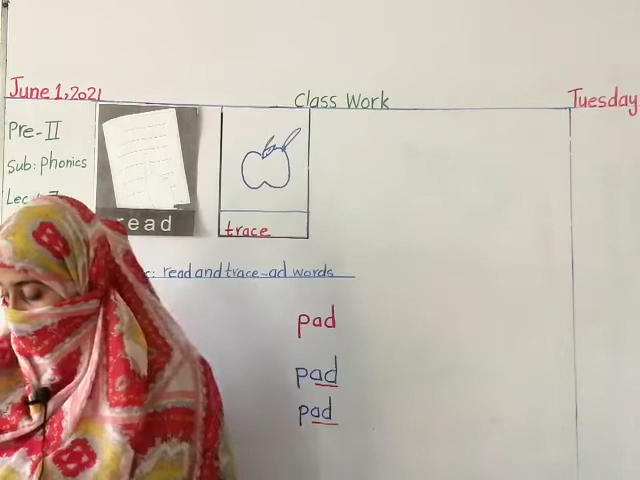 June 1, 2021
Class Work
Tuesday
Pre-II
Sub: Phonics
read
trace
read and trace -ad words
pad
pad
pad